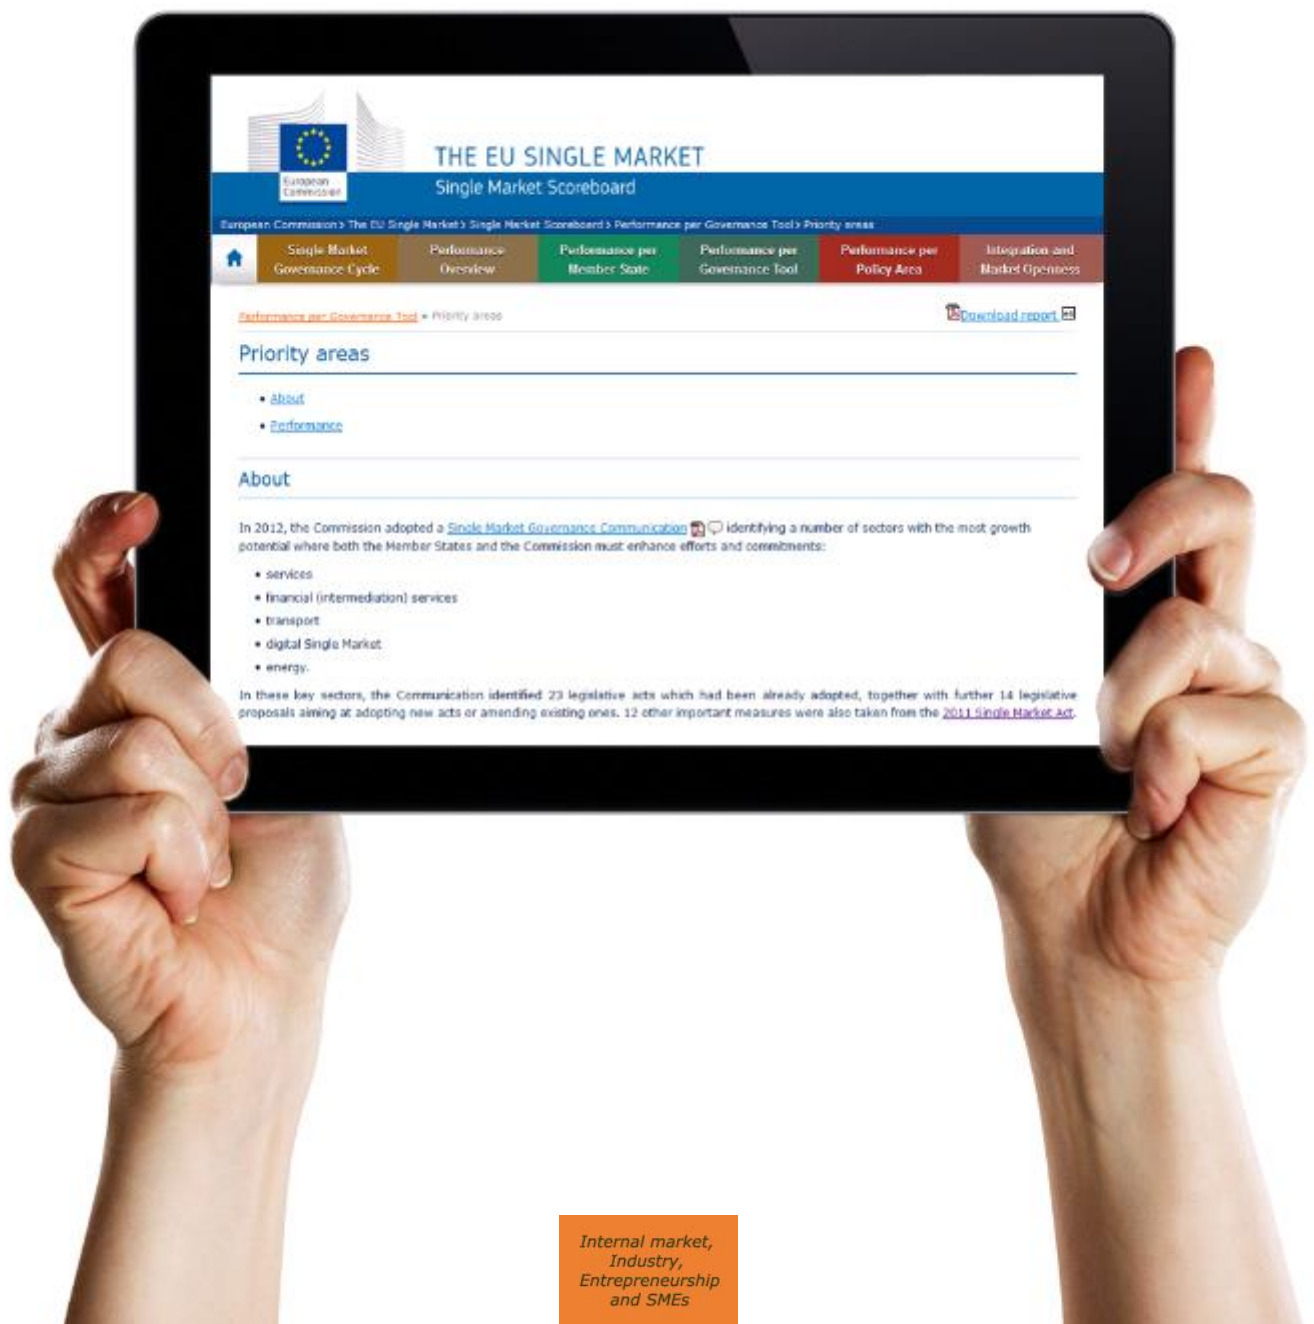 THE EU SINGLE MARKET
European
Commission
Single Market Scoreboard
European Commission > The EU Single Market > Single Market Scoreboard > Performance per Governance Tool > Priority areas
Single Market
Governance Cycle
Performance
Overview
Performance per
Member State
Performance per
Governance Tool
Performance per
Policy Area
Integration and
Market Openness
Performance per Governance Tool » Priority areas
Download report
Priority areas
• About
• Performance
About
In 2012, the Commission adopted a Single Market Governance Communication identifying a number of sectors with the most growth
potential where both the Member States and the Commission must enhance efforts and commitments:
• services
• financial (intermediation) services
• transport
• digital Single Market
• energy.
In these key sectors, the Communication identified 23 legislative acts which had been already adopted, together with further 14 legislative
proposals aiming at adopting new acts or amending existing ones. 12 other important measures were also taken from the 2011 Single Market Act.
Internal market,
Industry,
Entrepreneurship
and SMEs